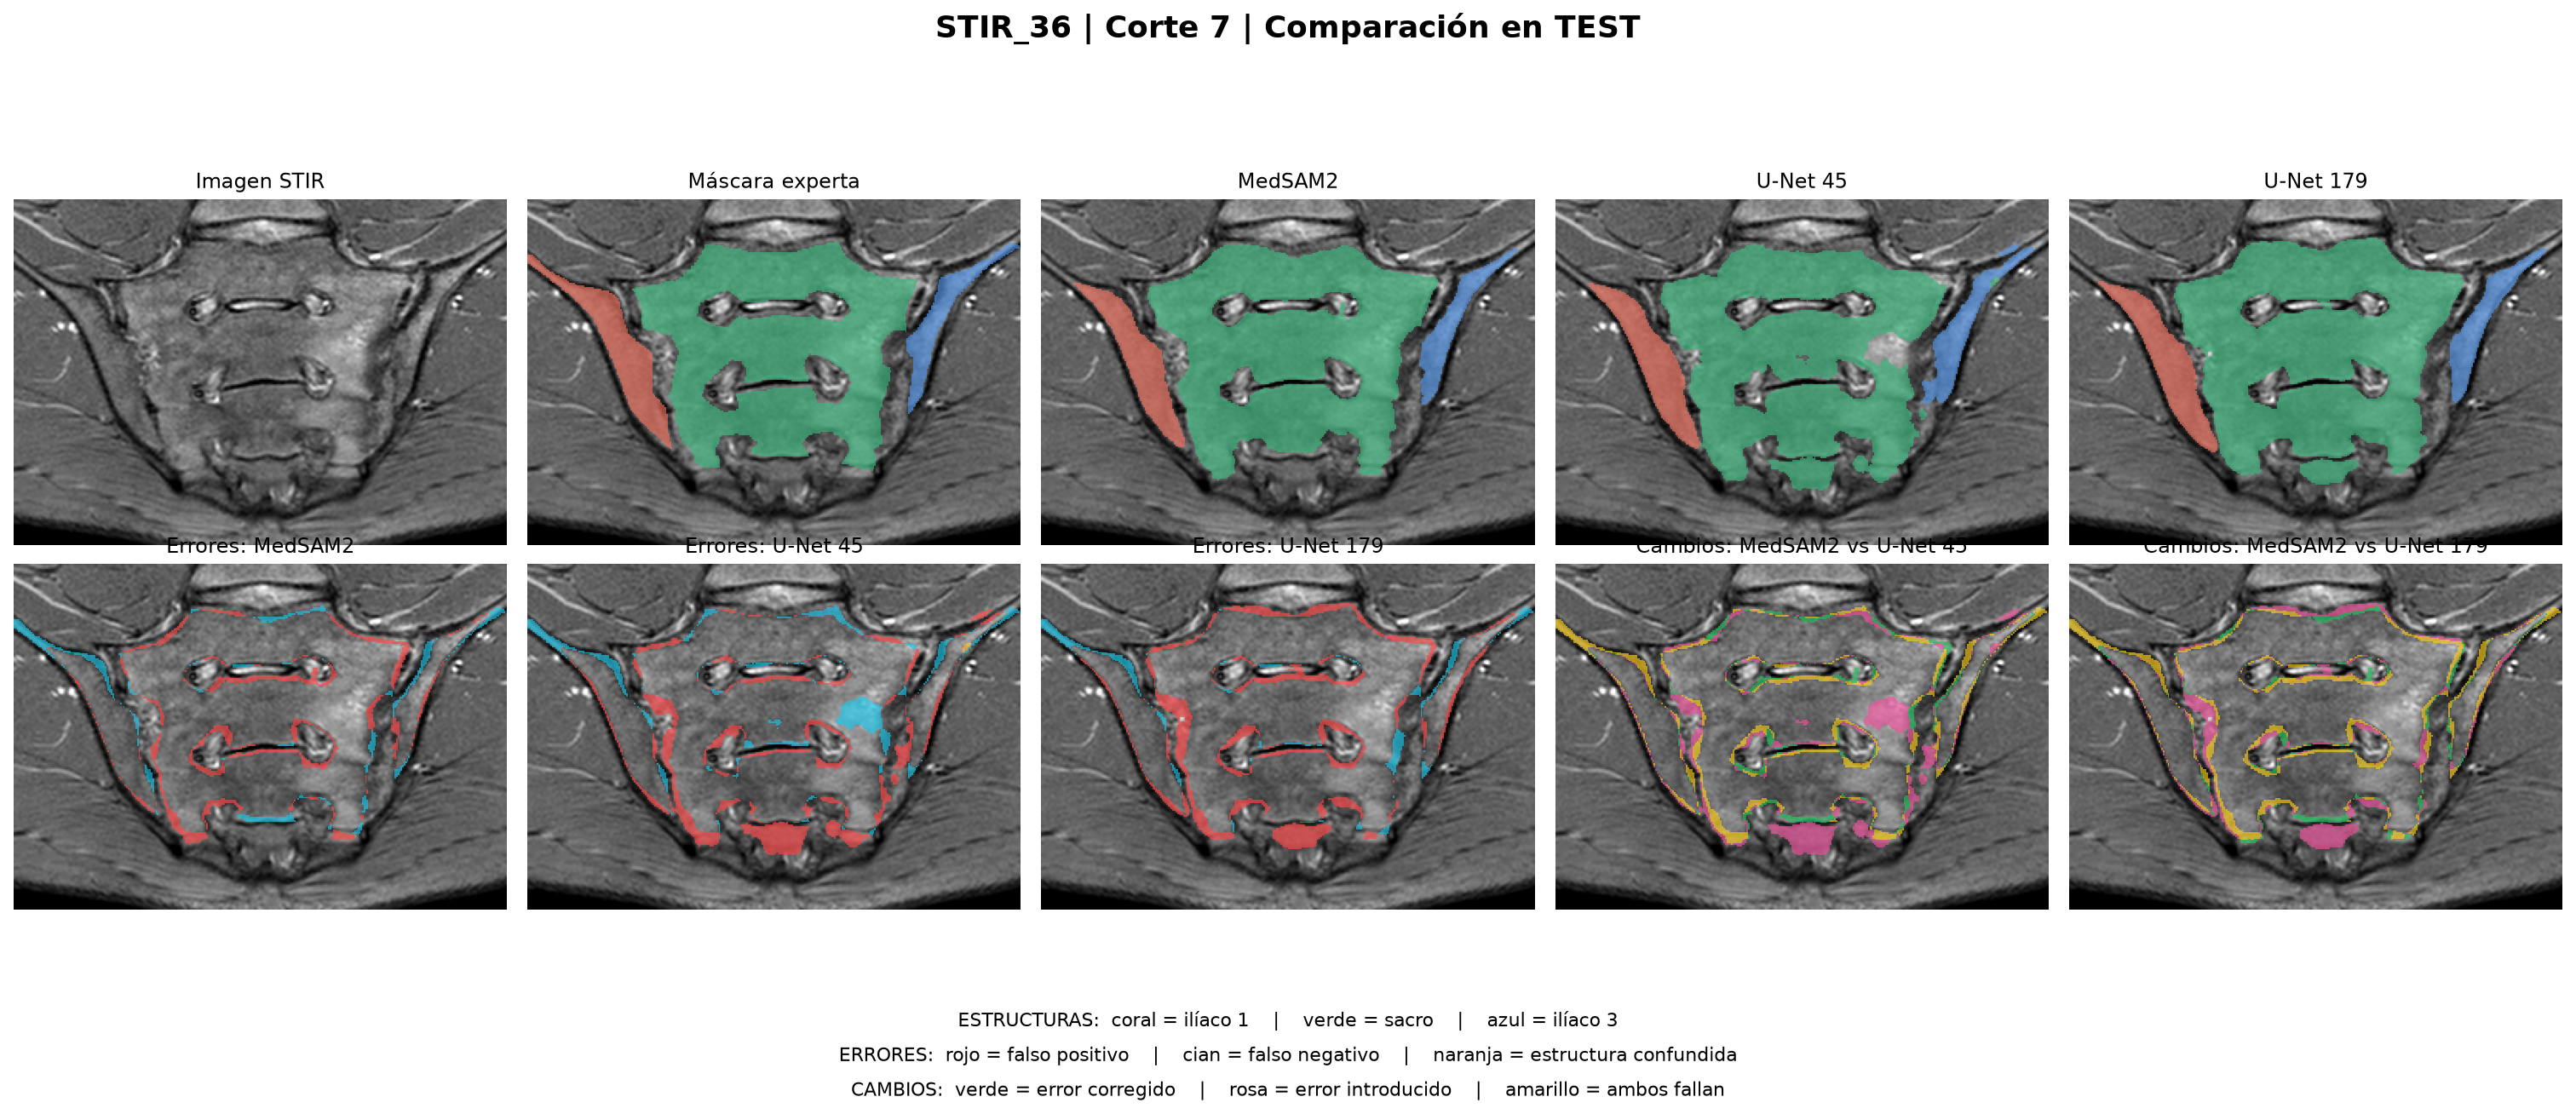 STIR_36 | Corte 7 | Comparación en TEST
Imagen STIR
Máscara experta
MedSAM2
U-Net 45
U-Net 179
Errores: MedSAM2
Errores: U-Net 45
Errores: U-Net 179
Cambios: MedSAM2 vs U-Net 45
Cambios: MedSAM2 vs U-Net 179
ESTRUCTURAS:  coral = ilíaco 1    |    verde = sacro    |    azul = ilíaco 3
ERRORES:  rojo = falso positivo    |    cian = falso negativo    |    naranja = estructura confundida
CAMBIOS:  verde = error corregido    |    rosa = error introducido    |    amarillo = ambos fallan